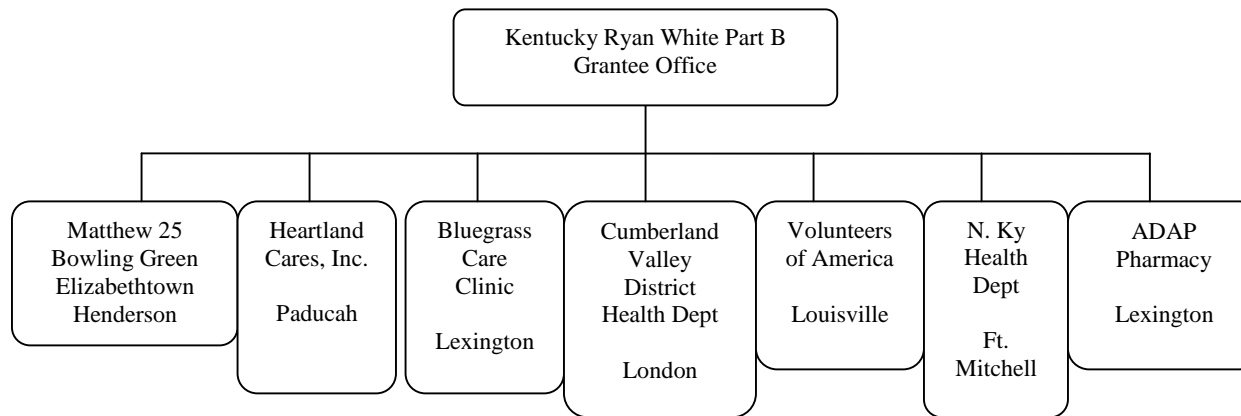 Kentucky Ryan White Part B
Grantee Office
Matthew 25
Bowling Green
Elizabethtown
Henderson
Heartland
Cares, Inc.
Paducah
Bluegrass
Care
Clinic
Lexington
Cumberland
Valley
District
Health Dept
London
Volunteers
of America
Louisville
N. Ky
Health
Dept
Ft.
Mitchell
ADAP
Pharmacy
Lexington